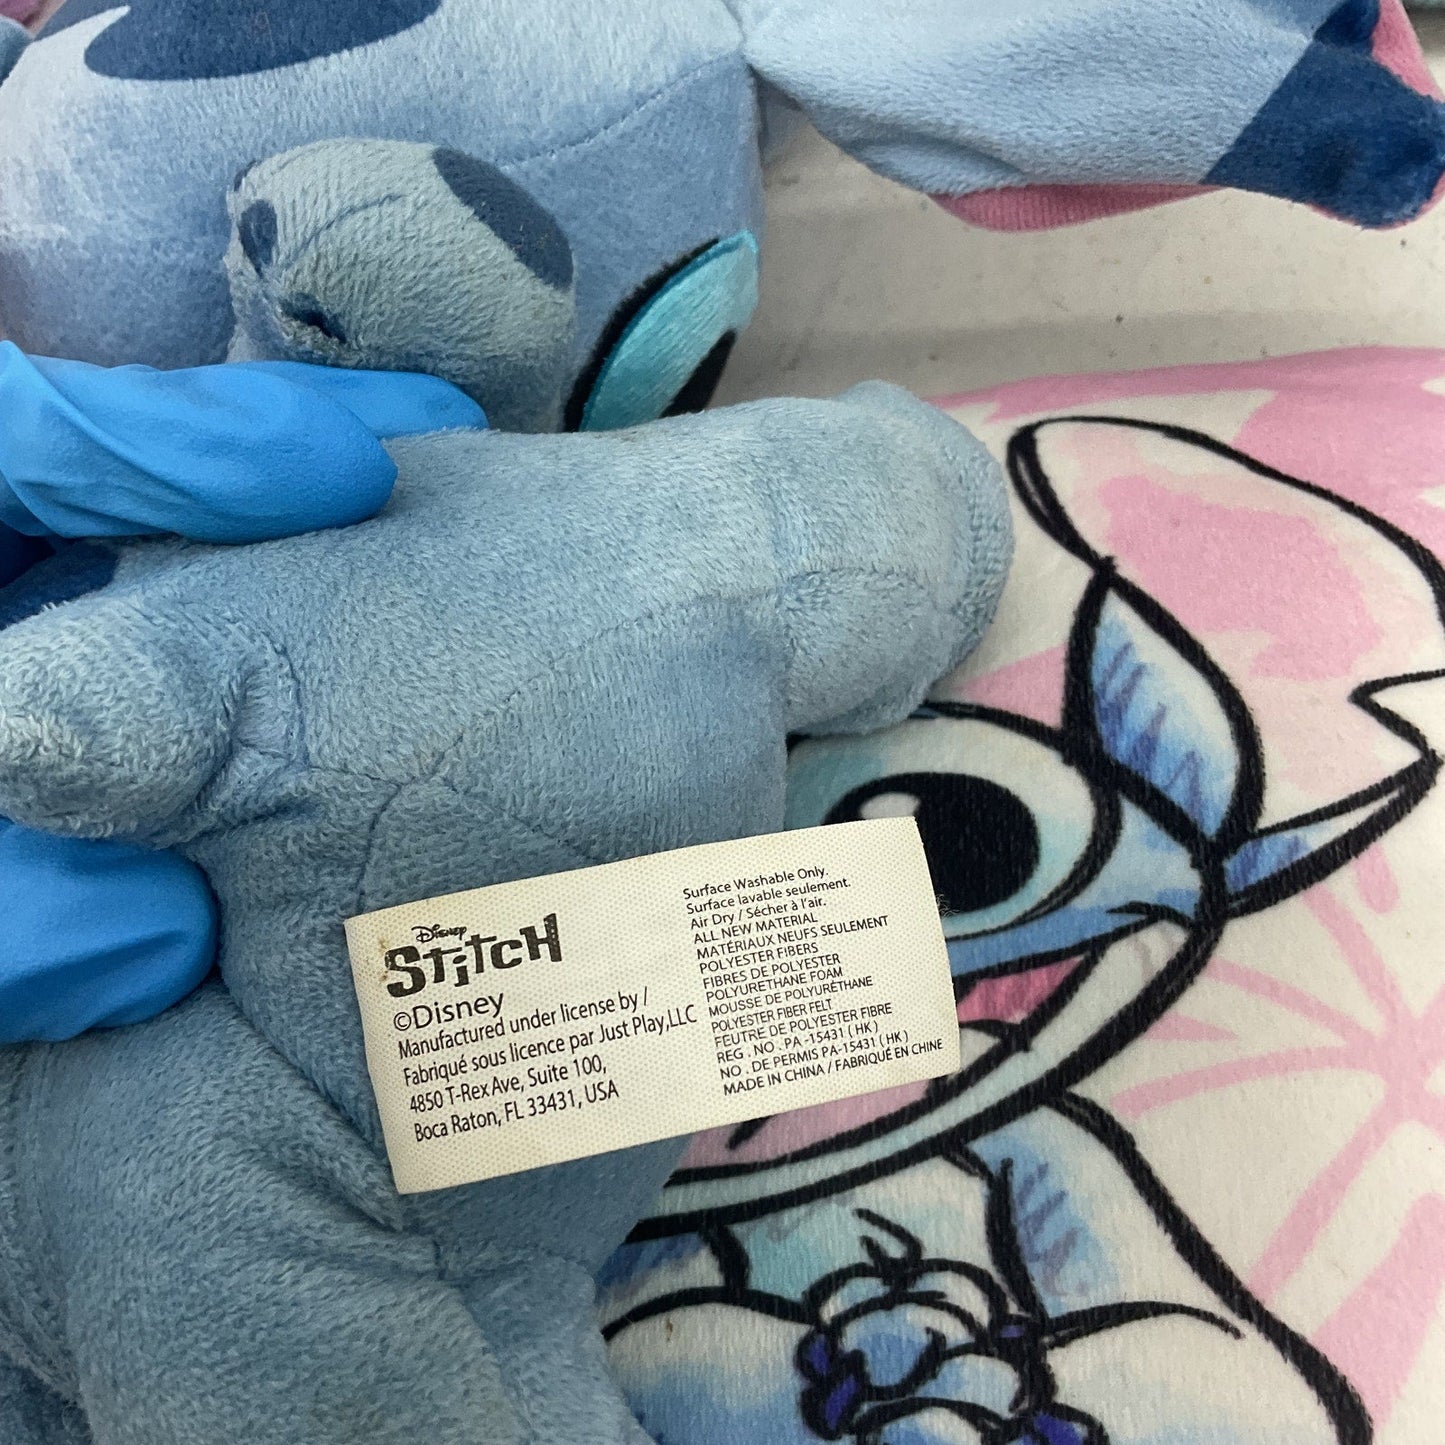 Disney
STITCH
©Disney
Manufactured under license by /
Fabriqué sous licence par Just Play,LLC
4850 T-Rex Ave, Suite 100,
Boca Raton, FL 33431, USA
Surface Washable Only.
Surface lavable seulement.
Air Dry / Sécher à l'air.
ALL NEW MATERIAL
MATÉRIAUX NEUFS SEULEMENT
POLYESTER FIBERS
FIBRES DE POLYESTER
POLYURETHANE FOAM
MOUSSE DE POLYURÉTHANE
POLYESTER FIBER FELT
FEUTRE DE POLYESTER FIBRE
REG . NO . PA -15431 ( HK )
NO . DE PERMIS PA-15431 ( HK )
MADE IN CHINA / FABRIQUÉ EN CHINE